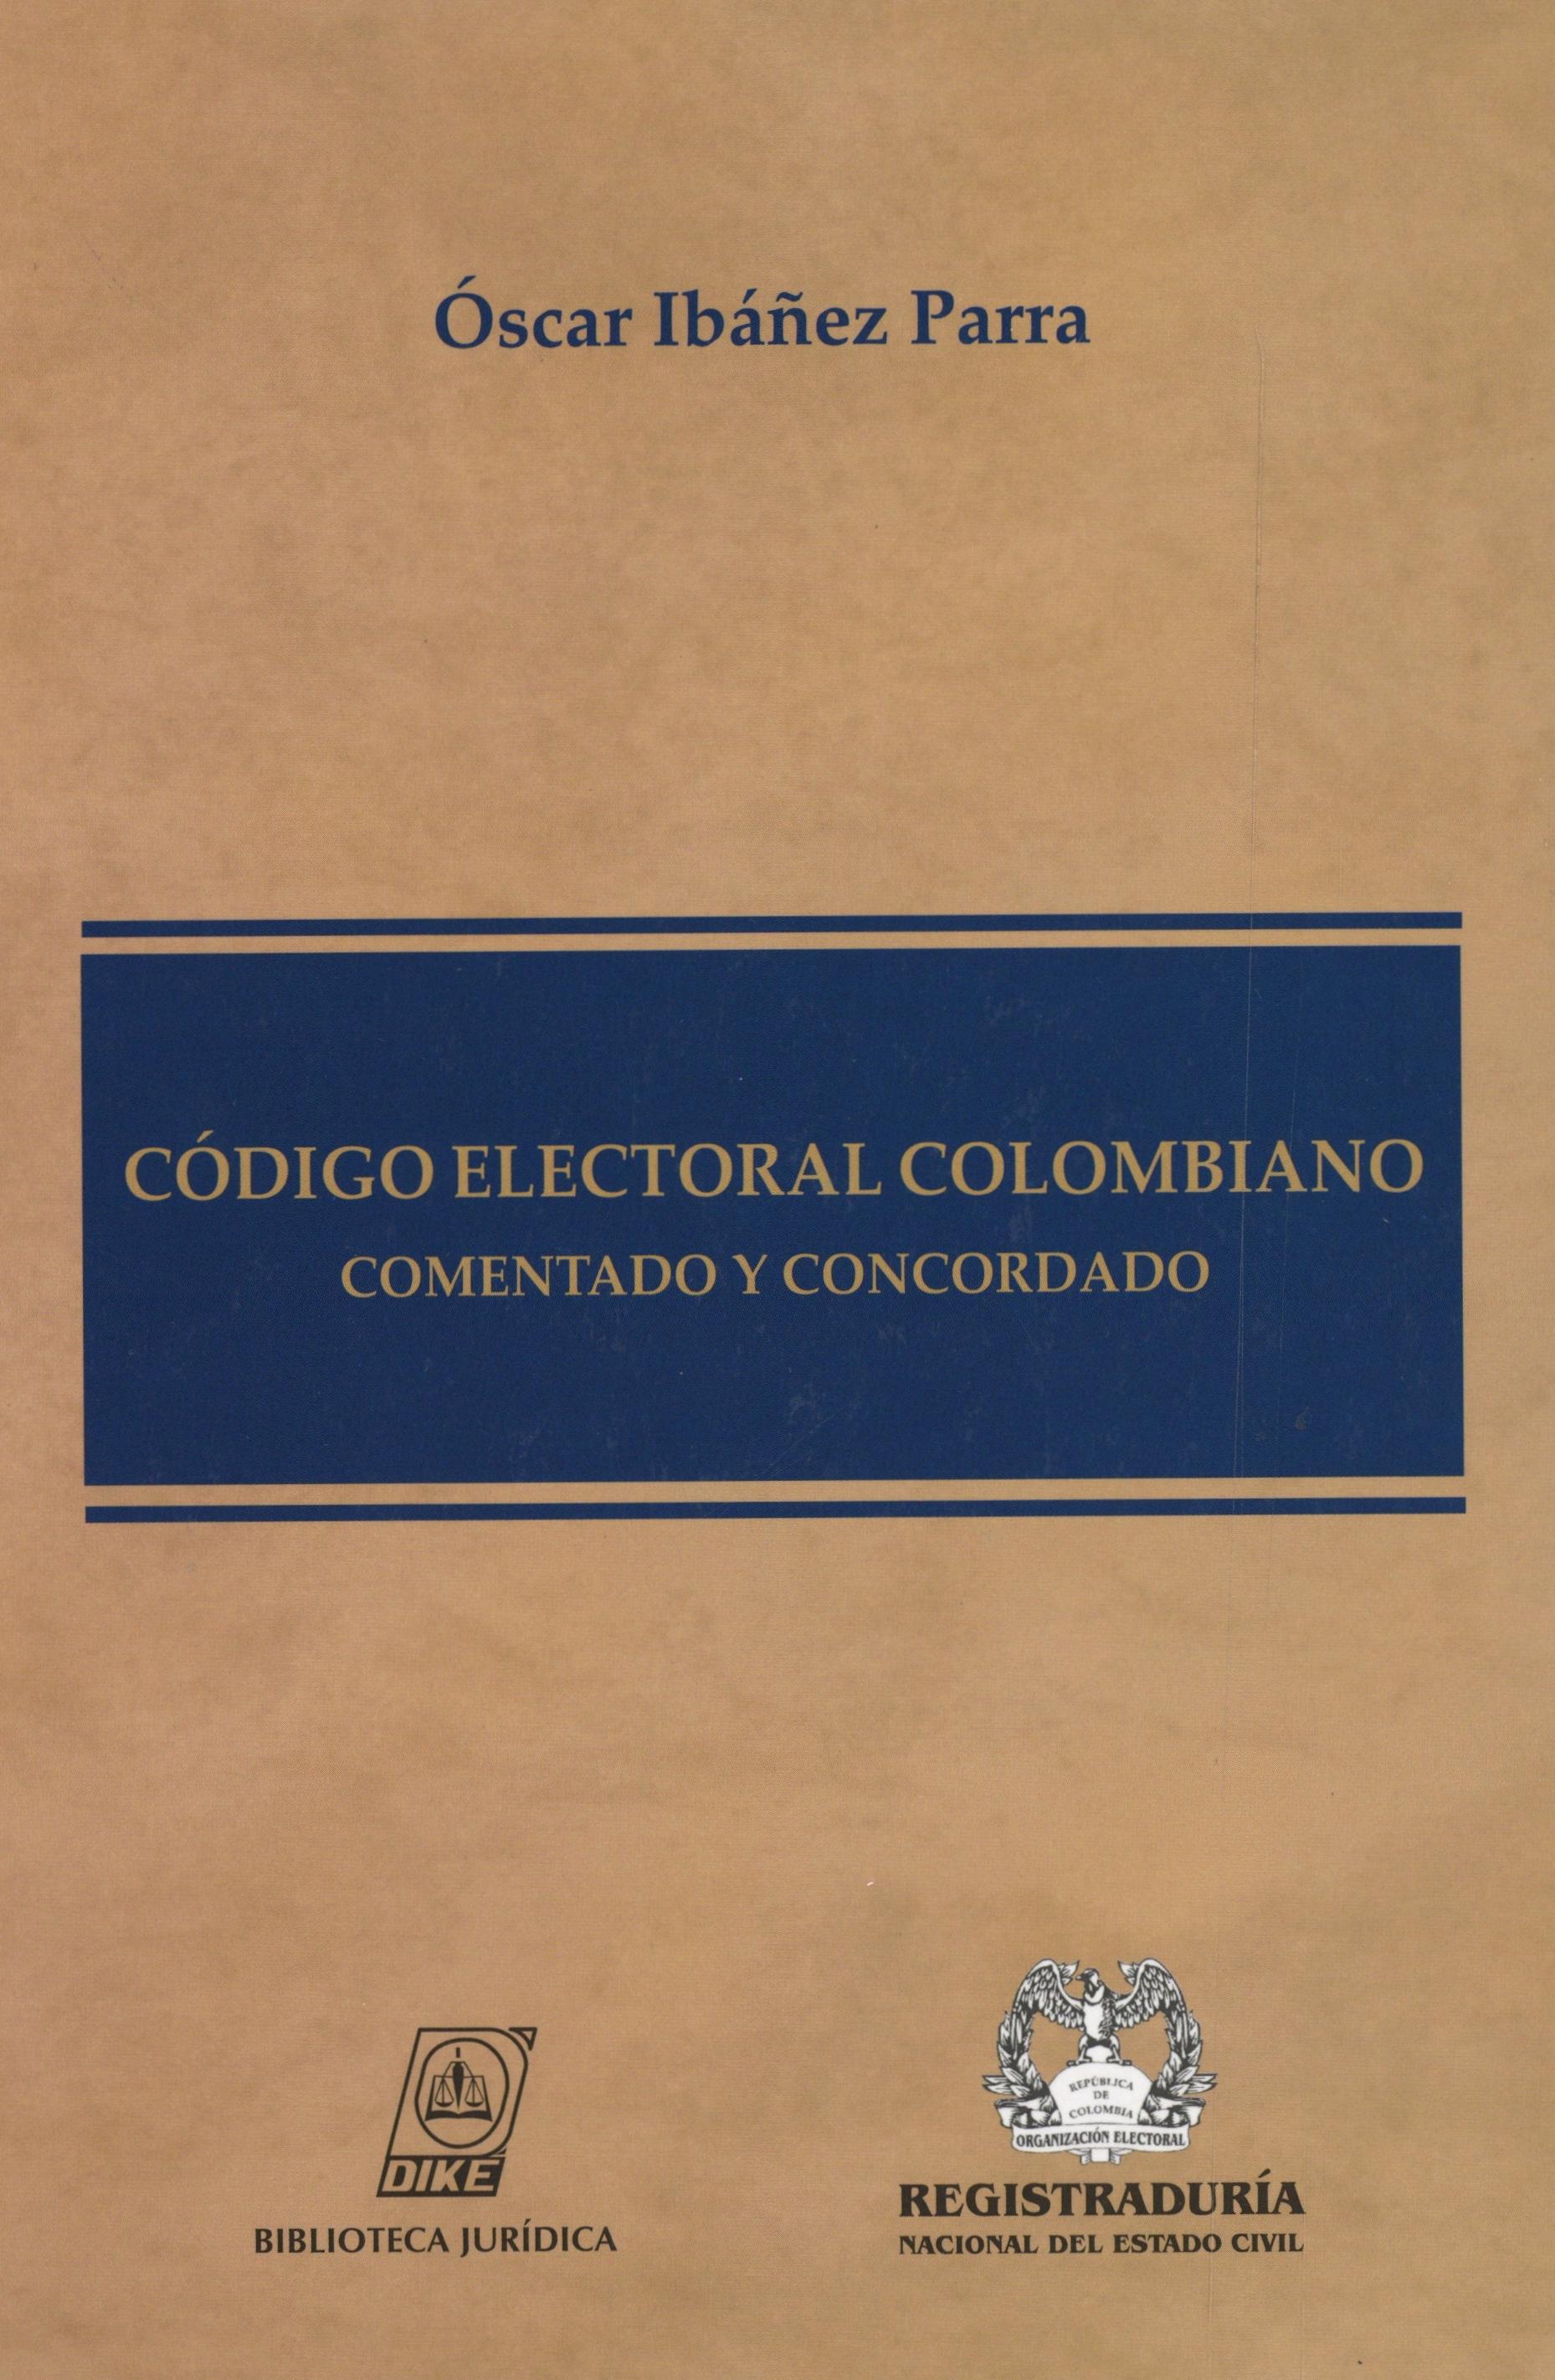 Óscar Ibáñez Parra
CÓDIGO ELECTORAL COLOMBIANO
COMENTADO Y CONCORDADO
DIKÉ
BIBLIOTECA JURÍDICA
REPÚBLICA
DE
COLOMBIA
ORGANIZACIÓN ELECTORAL
REGISTRADURÍA
NACIONAL DEL ESTADO CIVIL